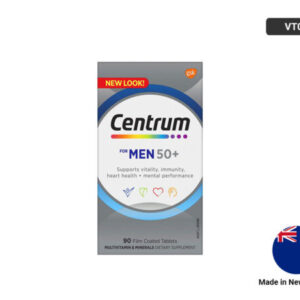 VTC
NEW LOOK!
Centrum
FOR MEN 50+
Supports vitality, immunity,
heart health + mental performance
90 Film Coated Tablets
MULTIVITAMIN & MINERALS DIETARY SUPPLEMENT
Made in New